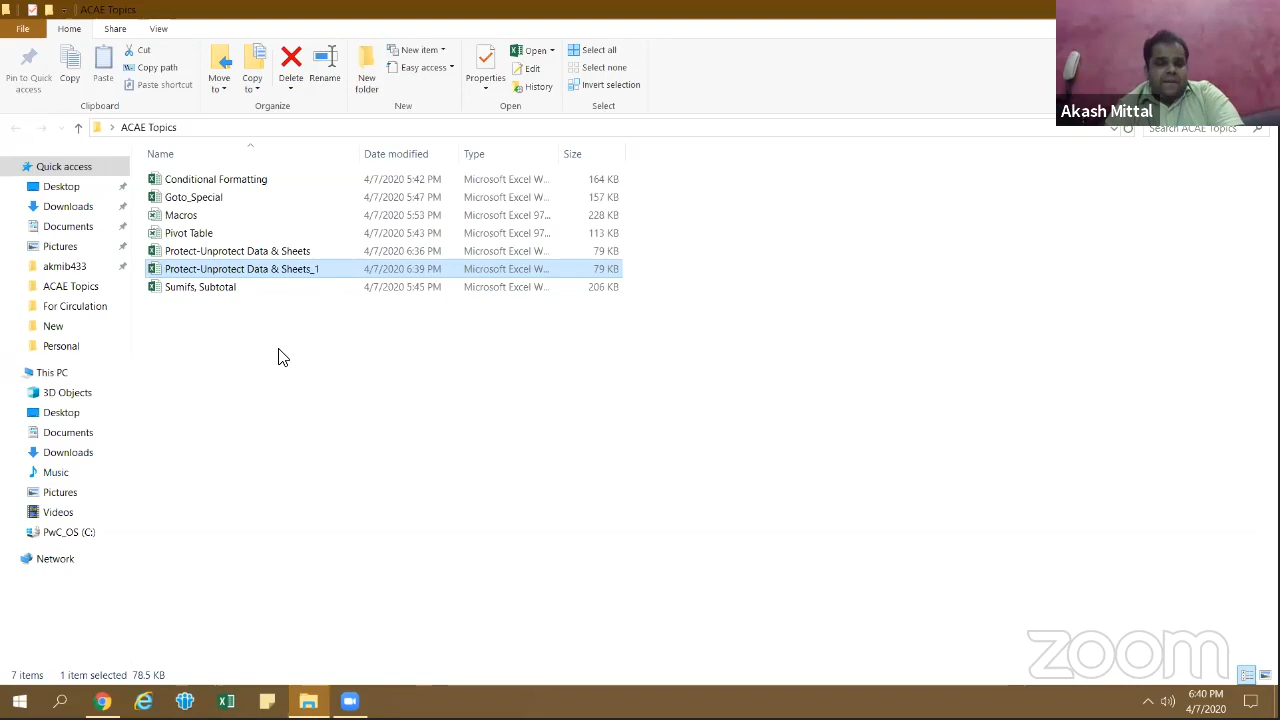 ACAE Topics
File Home Share View
Pin to Quick access
Copy
Paste
Cut
Copy path
Paste shortcut
Clipboard
Move to
Copy to
Delete
Rename
Organize
New folder
New item
Easy access
New
Properties
Open
Edit
History
Open
Select all
Select none
Invert selection
Select
Akash Mittal
ACAE Topics
Search ACAE Topics
Name Date modified Type Size
Conditional Formatting 4/7/2020 5:42 PM Microsoft Excel W... 164 KB
Goto_Special 4/7/2020 5:47 PM Microsoft Excel W... 157 KB
Macros 4/7/2020 5:53 PM Microsoft Excel 97... 228 KB
Pivot Table 4/7/2020 5:43 PM Microsoft Excel 97... 113 KB
Protect-Unprotect Data & Sheets 4/7/2020 6:36 PM Microsoft Excel W... 79 KB
Protect-Unprotect Data & Sheets_1 4/7/2020 6:39 PM Microsoft Excel W... 79 KB
Sumifs, Subtotal 4/7/2020 5:45 PM Microsoft Excel W... 206 KB
Quick access
Desktop
Downloads
Documents
Pictures
akmib433
ACAE Topics
For Circulation
New
Personal
This PC
3D Objects
Desktop
Documents
Downloads
Music
Pictures
Videos
PwC_OS (C:)
Network
zoom
7 items 1 item selected 78.5 KB
6:40 PM
4/7/2020